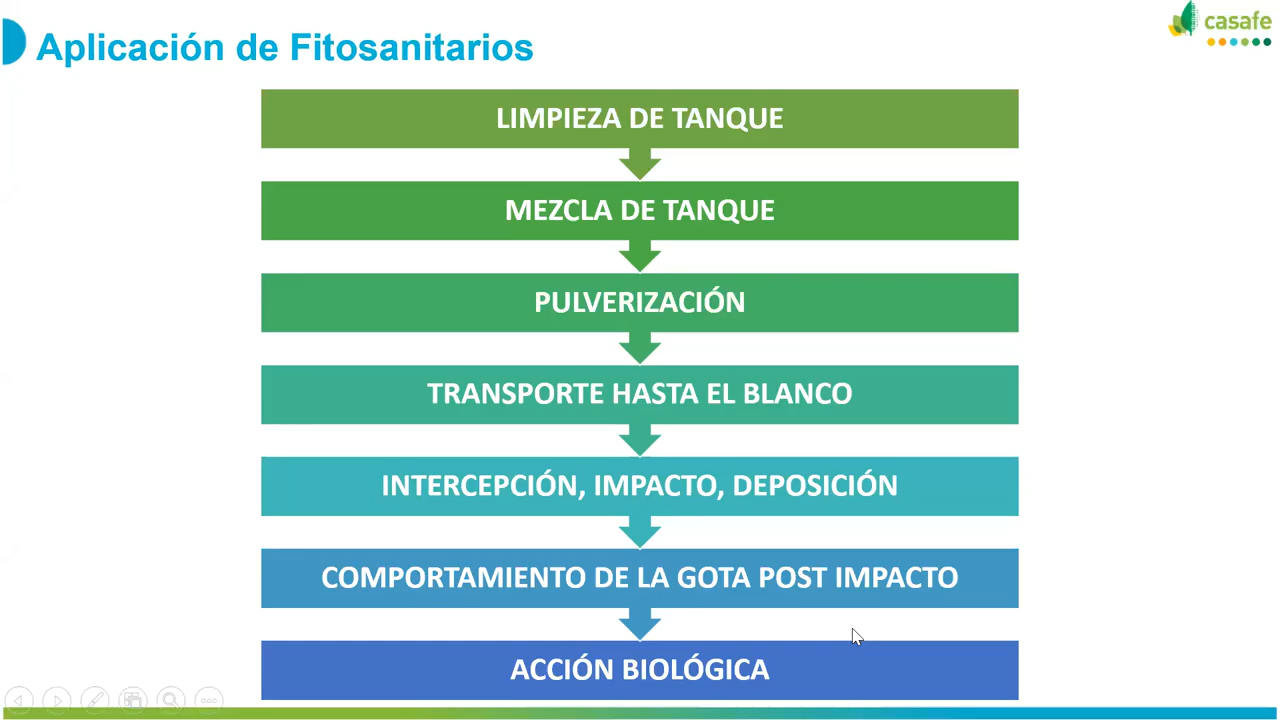 casafe
Aplicación de Fitosanitarios
LIMPIEZA DE TANQUE
MEZCLA DE TANQUE
PULVERIZACIÓN
TRANSPORTE HASTA EL BLANCO
INTERCEPCIÓN, IMPACTO, DEPOSICIÓN
COMPORTAMIENTO DE LA GOTA POST IMPACTO
ACCIÓN BIOLÓGICA